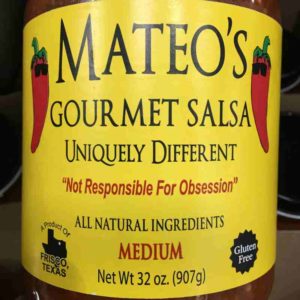 MATEO'S
GOURMET SALSA
UNIQUELY DIFFERENT
"Not Responsible For Obsession"
ALL NATURAL INGREDIENTS
MEDIUM
Net Wt 32 oz. (907g)
A Product Of
FRISCO,
TEXAS
Gluten
Free